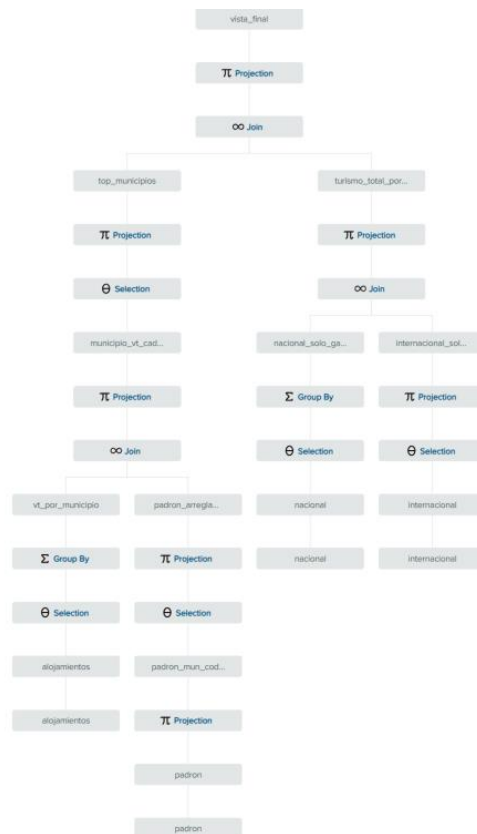 vista_final
π Projection
∞ Join
top_municipios turismo_total_por...
π Projection π Projection
θ Selection ∞ Join
municipio_vt_cad... nacional_solo_ga... internacional_sol...
π Projection Σ Group By π Projection
∞ Join θ Selection θ Selection
vt_por_municipio padron_arregla... nacional internacional
Σ Group By π Projection nacional internacional
θ Selection θ Selection
alojamientos padron_mun_cod...
alojamientos π Projection
padron
padron